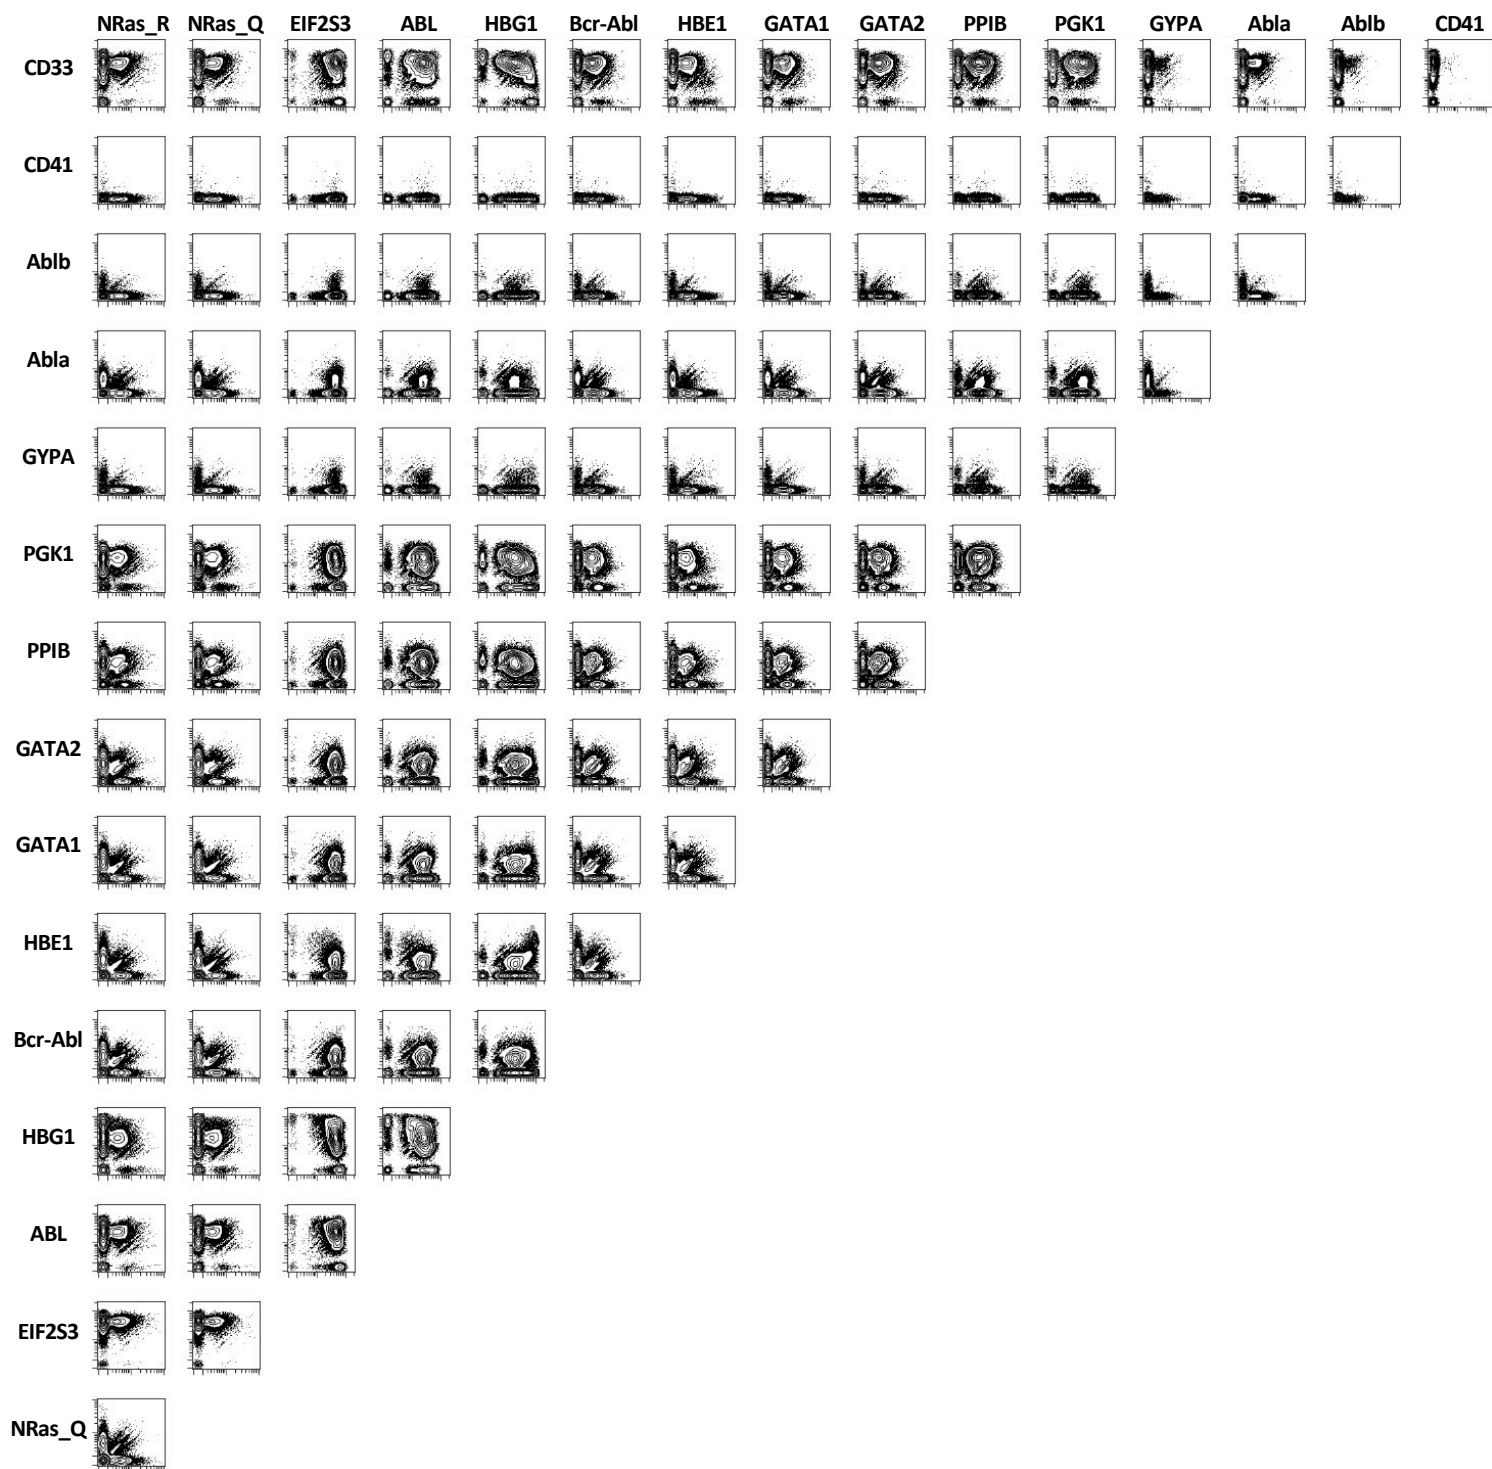 NRas_R NRas_Q EIF2S3 ABL HBG1 Bcr-Abl HBE1 GATA1 GATA2 PPIB PGK1 GYPA Abla Ablb CD41
CD33
CD41
Ablb
Abla
GYPA
PGK1
PPIB
GATA2
GATA1
HBE1
Bcr-Abl
HBG1
ABL
EIF2S3
NRas_Q